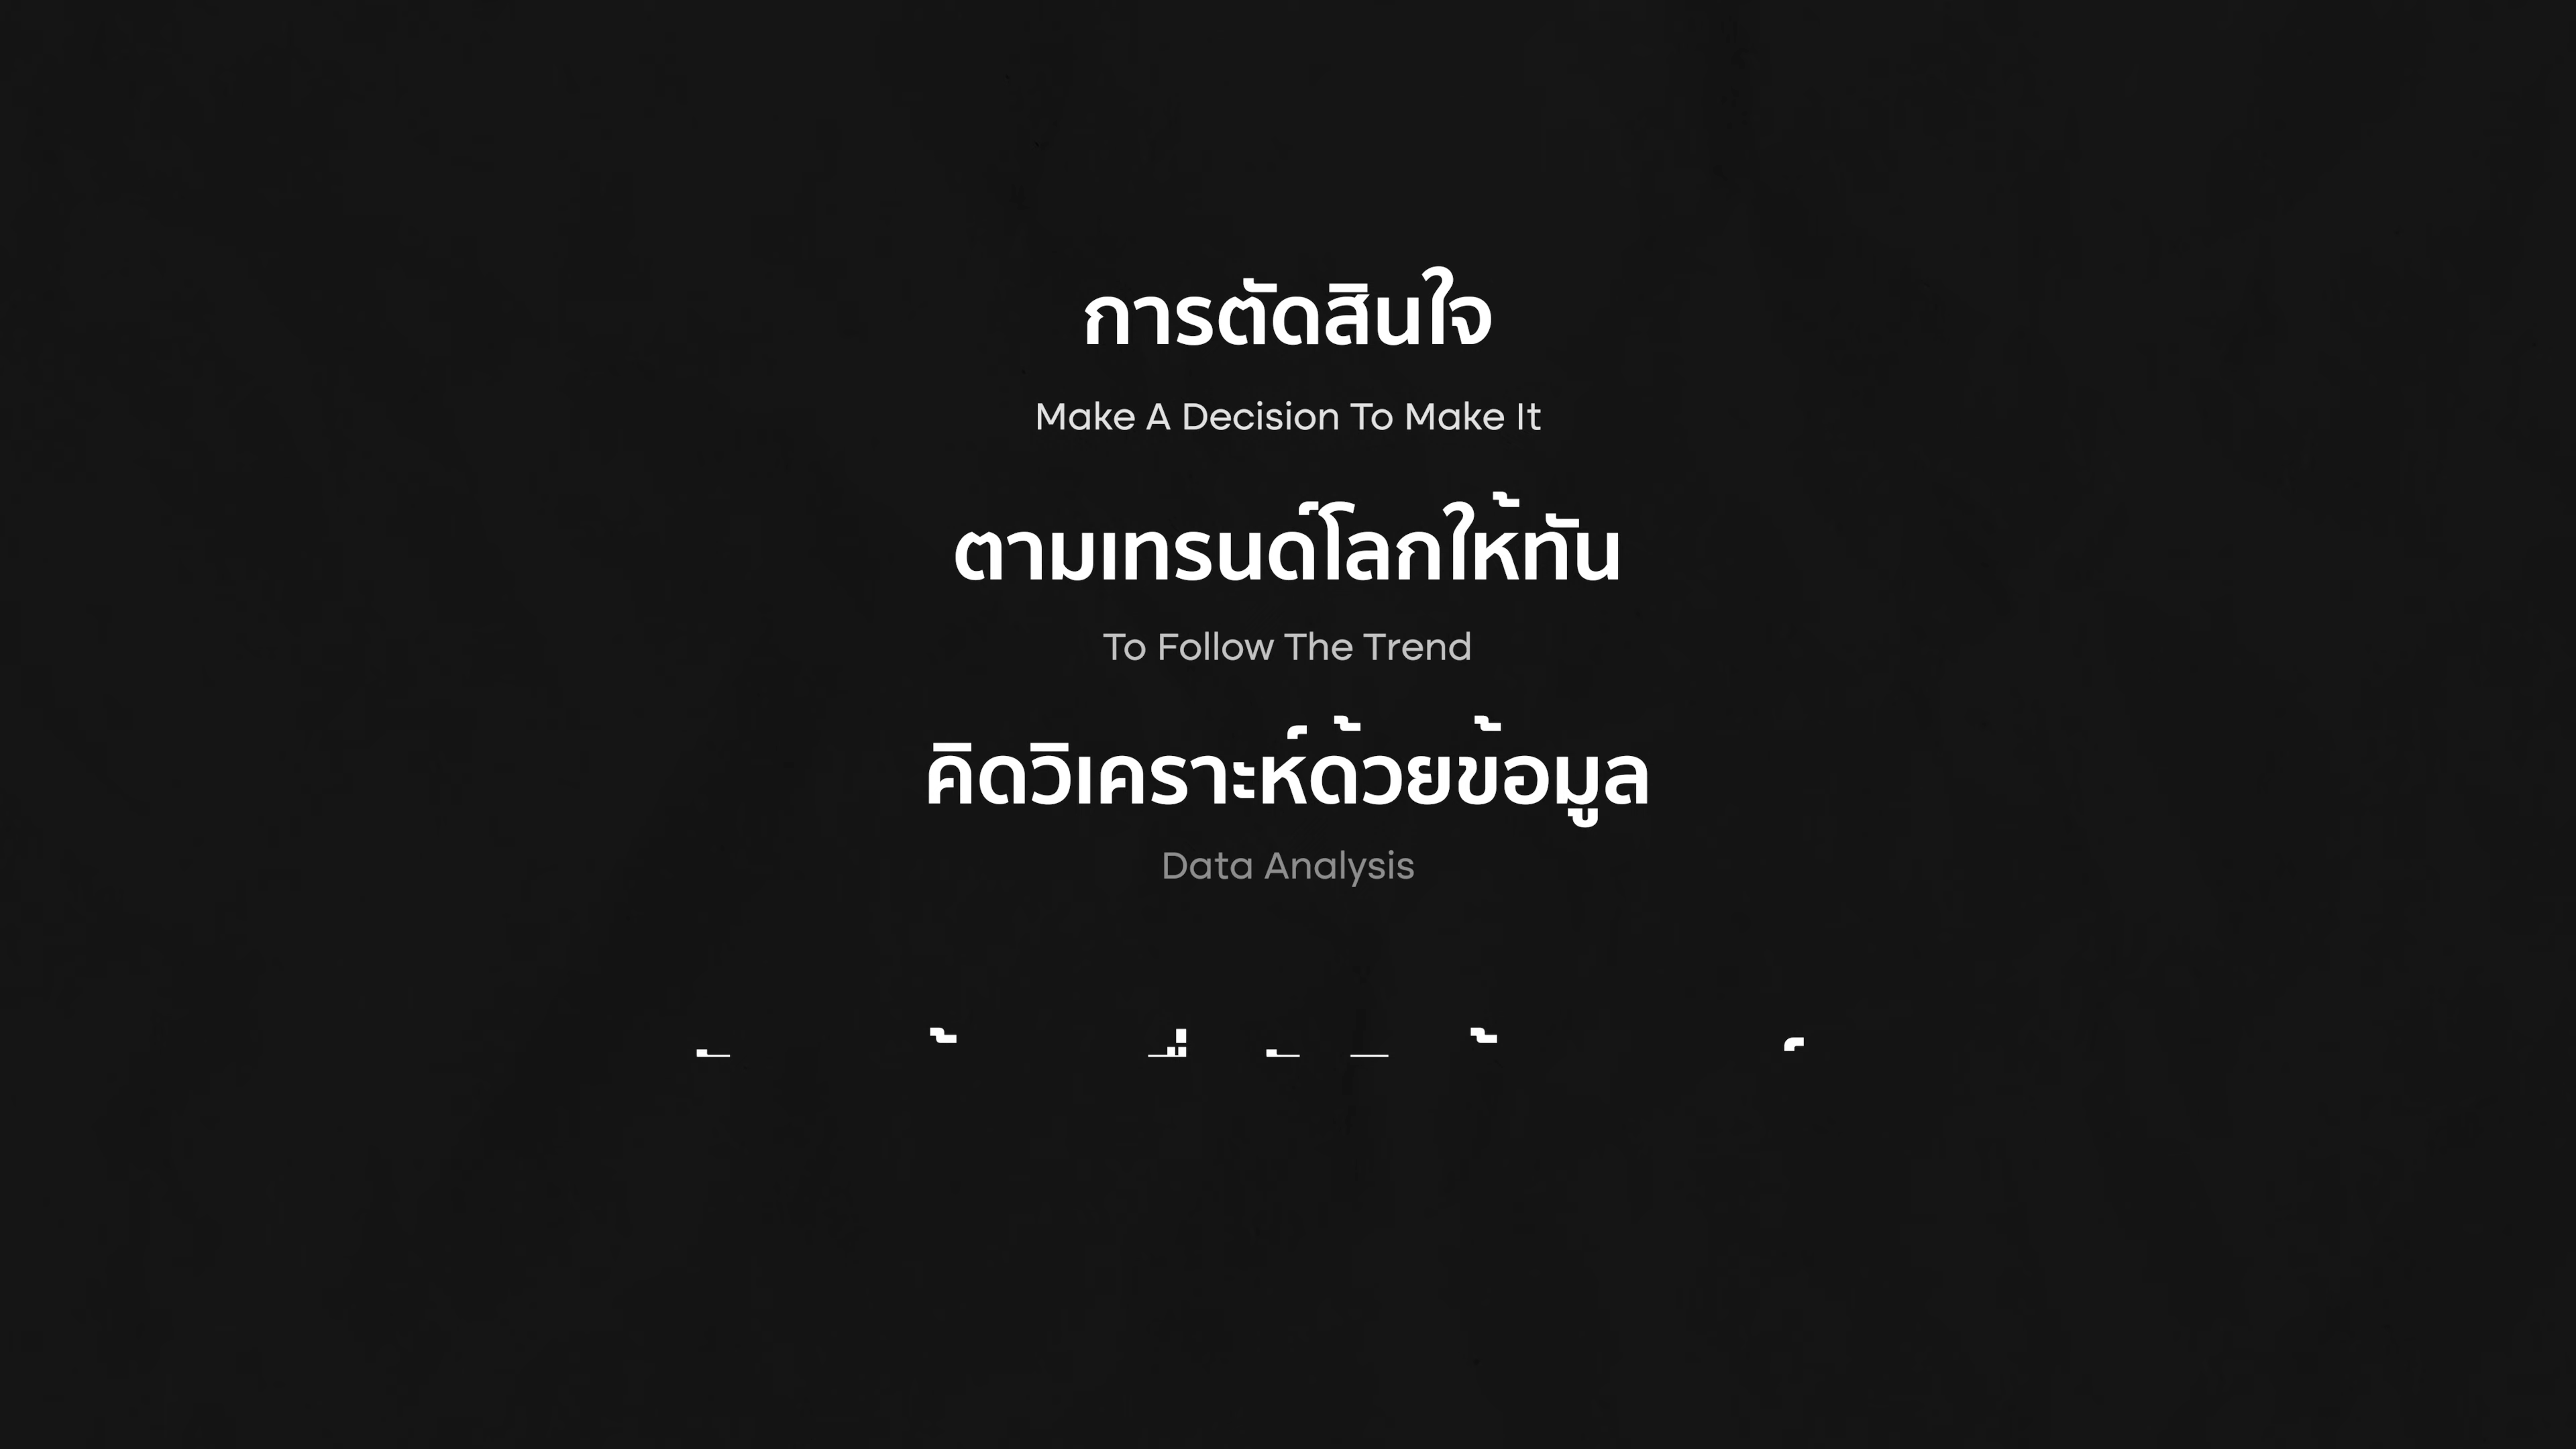 การตัดสินใจ
Make A Decision To Make It
ตามเทรนด์โลกให้ทัน
To Follow The Trend
คิดวิเคราะห์ด้วยข้อมูล
Data Analysis